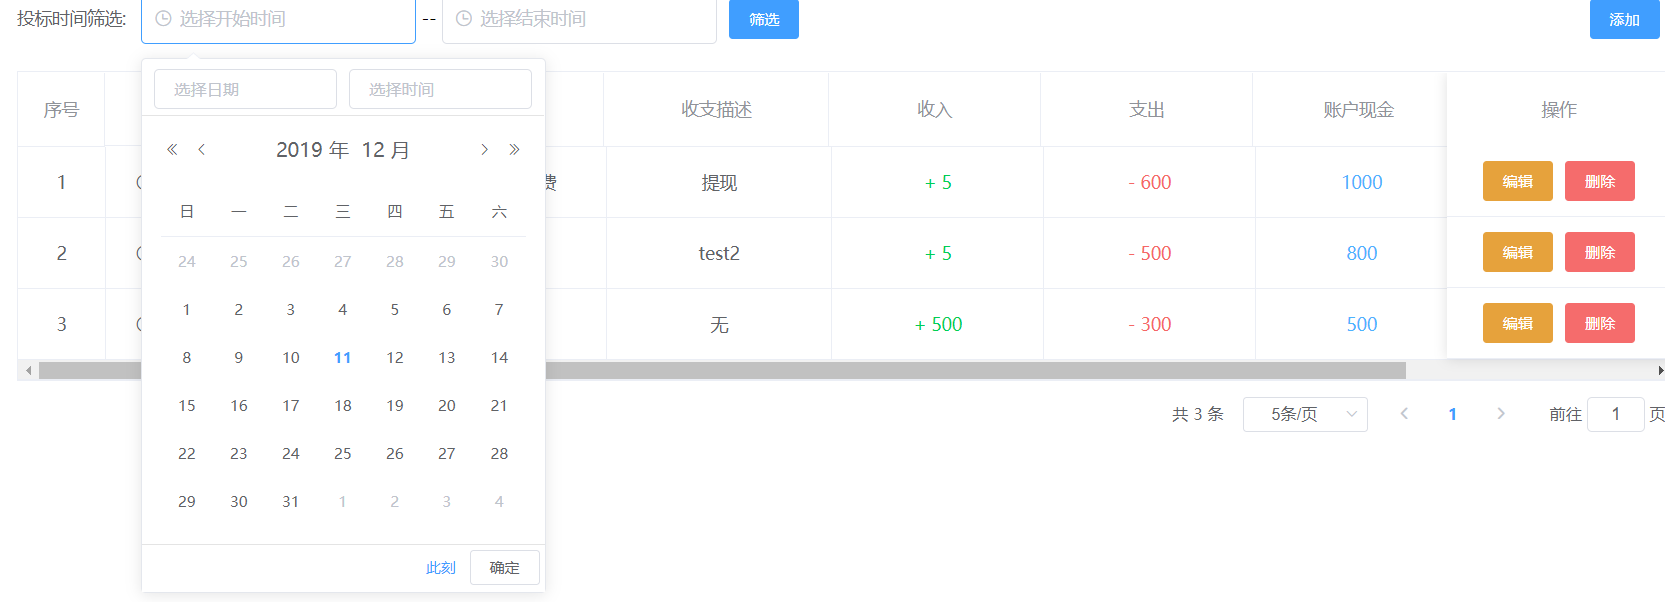 投标时间筛选: 选择开始时间 -- 选择结束时间 筛选 添加
选择日期 选择时间
序号 收支描述 收入 支出 账户现金 操作
2019 年 12 月
1 费 提现 + 5 - 600 1000 编辑 删除
日 一 二 三 四 五 六
2 test2 + 5 - 500 800 编辑 删除
24 25 26 27 28 29 30
1 2 3 4 5 6 7
3 无 + 500 - 300 500 编辑 删除
8 9 10 11 12 13 14
15 16 17 18 19 20 21
共 3 条 5条/页 1 前往 1 页
22 23 24 25 26 27 28
29 30 31 1 2 3 4
此刻 确定